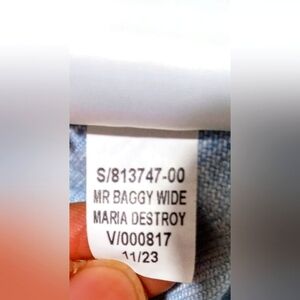 S/813747-00
MR BAGGY WIDE
MARIA DESTROY
V/000817
11/23